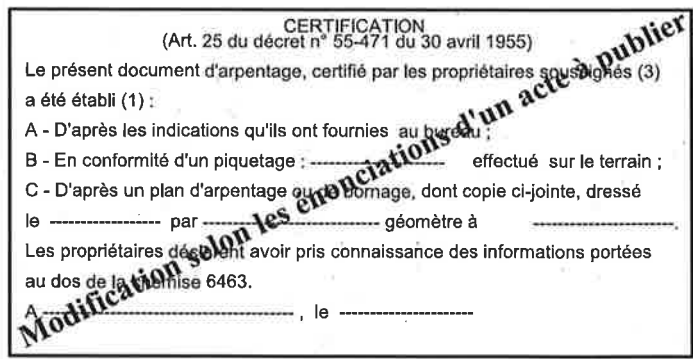 CERTIFICATION
(Art. 25 du décret n° 55-471 du 30 avril 1955)
Le présent document d'arpentage, certifié par les propriétaires soussignés (3)
a été établi (1) :
A - D'après les indications qu'ils ont fournies au bureau ;
B - En conformité d'un piquetage : ---------------------- effectué sur le terrain ;
C - D'après un plan d'arpentage ou de bornage, dont copie ci-jointe, dressé
le ------------------ par ----------------------------- géomètre à -----------------------.
Les propriétaires déclarent avoir pris connaissance des informations portées
au dos de la chemise 6463.
A ----------------------------------------- , le ----------------------
Modification selon les énonciations d'un acte à publier